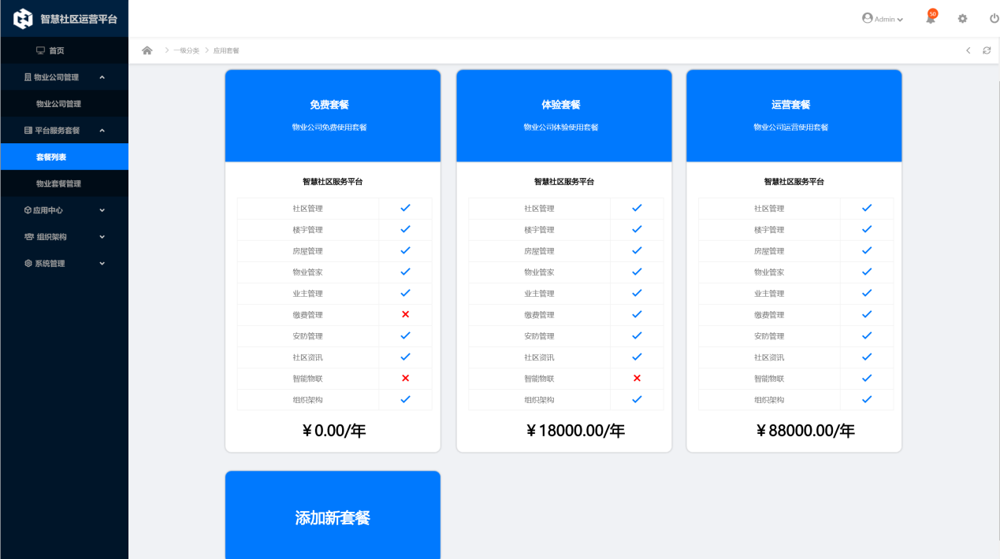 智慧社区运营平台
Admin
50
首页
物业公司管理
物业公司管理
平台服务套餐
套餐列表
物业套餐管理
应用中心
组织架构
系统管理
一级分类
应用套餐
免费套餐
物业公司免费使用套餐
智慧社区服务平台
社区管理
楼宇管理
房屋管理
物业管家
业主管理
缴费管理
安防管理
社区资讯
智能物联
组织架构
¥ 0.00/年
体验套餐
物业公司体验使用套餐
智慧社区服务平台
社区管理
楼宇管理
房屋管理
物业管家
业主管理
缴费管理
安防管理
社区资讯
智能物联
组织架构
¥ 18000.00/年
运营套餐
物业公司运营使用套餐
智慧社区服务平台
社区管理
楼宇管理
房屋管理
物业管家
业主管理
缴费管理
安防管理
社区资讯
智能物联
组织架构
¥ 88000.00/年
添加新套餐